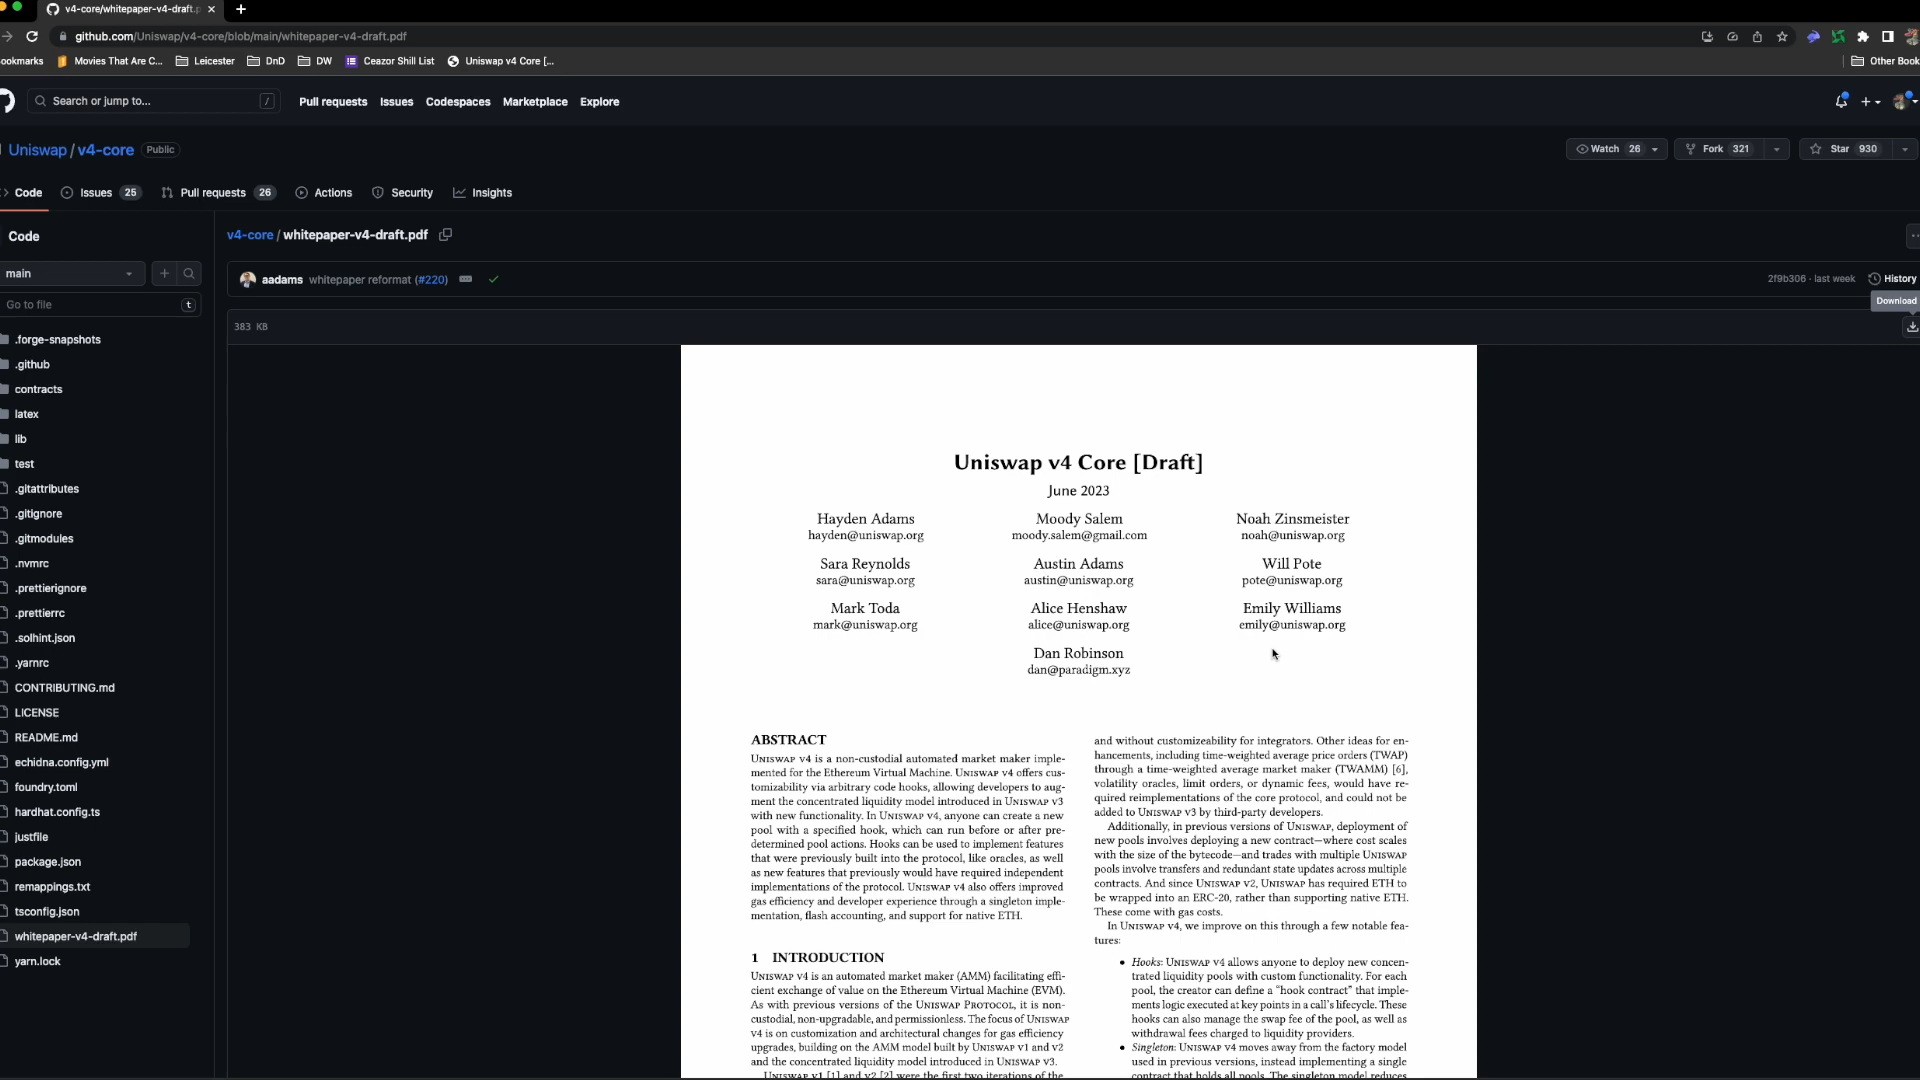 v4-core/whitepaper-v4-draft.p
github.com/Uniswap/v4-core/blob/main/whitepaper-v4-draft.pdf
ookmarks Movies That Are C... Leicester DnD DW Ceazor Shill List Uniswap v4 Core [... Other Book
Search or jump to... / Pull requests Issues Codespaces Marketplace Explore
Uniswap / v4-core Public Watch 26 Fork 321 Star 930
Code Issues 25 Pull requests 26 Actions Security Insights
Code
v4-core / whitepaper-v4-draft.pdf
main
aadams whitepaper reformat (#220) 2f9b306 · last week History
Go to file t
Download
383 KB
.forge-snapshots
.github
contracts
latex
lib
test
.gitattributes
.gitignore
.gitmodules
.nvmrc
.prettierignore
.prettierrc
.solhint.json
.yarnrc
CONTRIBUTING.md
LICENSE
README.md
echidna.config.yml
foundry.toml
hardhat.config.ts
justfile
package.json
remappings.txt
tsconfig.json
whitepaper-v4-draft.pdf
yarn.lock
Uniswap v4 Core [Draft]
June 2023
Hayden Adams Moody Salem Noah Zinsmeister
hayden@uniswap.org moody.salem@gmail.com noah@uniswap.org
Sara Reynolds Austin Adams Will Pote
sara@uniswap.org austin@uniswap.org pote@uniswap.org
Mark Toda Alice Henshaw Emily Williams
mark@uniswap.org alice@uniswap.org emily@uniswap.org
Dan Robinson
dan@paradigm.xyz
ABSTRACT
Uniswap v4 is a non-custodial automated market maker imple-
mented for the Ethereum Virtual Machine. Uniswap v4 offers cus-
tomizability via arbitrary code hooks, allowing developers to aug-
ment the concentrated liquidity model introduced in Uniswap v3
with new functionality. In Uniswap v4, anyone can create a new
pool with a specified hook, which can run before or after pre-
determined pool actions. Hooks can be used to implement features
that were previously built into the protocol, like oracles, as well
as new features that previously would have required independent
implementations of the protocol. Uniswap v4 also offers improved
gas efficiency and developer experience through a singleton imple-
mentation, flash accounting, and support for native ETH.
1 INTRODUCTION
Uniswap v4 is an automated market maker (AMM) facilitating effi-
cient exchange of value on the Ethereum Virtual Machine (EVM).
As with previous versions of the Uniswap Protocol, it is non-
custodial, non-upgradable, and permissionless. The focus of Uniswap
v4 is on customization and architectural changes for gas efficiency
upgrades, building on the AMM model built by Uniswap v1 and v2
and the concentrated liquidity model introduced in Uniswap v3.
Uniswap v1 [1] and v2 [2] were the first two iterations of the
and without customizeability for integrators. Other ideas for en-
hancements, including time-weighted average price orders (TWAP)
through a time-weighted average market maker (TWAMM) [6],
volatility oracles, limit orders, or dynamic fees, would have re-
quired reimplementations of the core protocol, and could not be
added to Uniswap v3 by third-party developers.
Additionally, in previous versions of Uniswap, deployment of
new pools involves deploying a new contract—where cost scales
with the size of the bytecode—and trades with multiple Uniswap
pools involve transfers and redundant state updates across multiple
contracts. And since Uniswap v2, Uniswap has required ETH to
be wrapped into an ERC-20, rather than supporting native ETH.
These come with gas costs.
In Uniswap v4, we improve on this through a few notable fea-
tures:
• Hooks: Uniswap v4 allows anyone to deploy new concen-
trated liquidity pools with custom functionality. For each
pool, the creator can define a “hook contract” that imple-
ments logic executed at key points in a call's lifecycle. These
hooks can also manage the swap fee of the pool, as well as
withdrawal fees charged to liquidity providers.
• Singleton: Uniswap v4 moves away from the factory model
used in previous versions, instead implementing a single
contract that holds all pools. The singleton model reduces